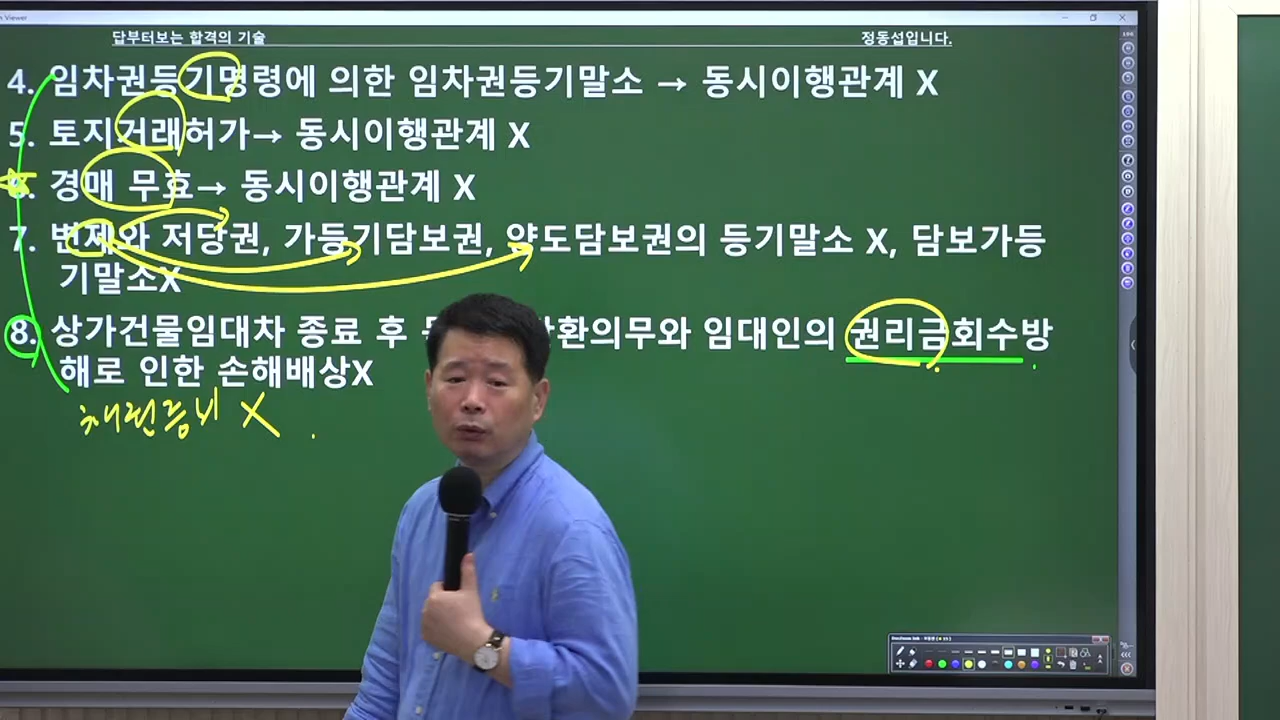 답부터보는 합격의 기술
정동섭입니다.
4. 임차권등기명령에 의한 임차권등기말소 → 동시이행관계 X
5. 토지거래허가→ 동시이행관계 X
경매 무효→ 동시이행관계 X
7. 변제와 저당권, 가등기담보권, 양도담보권의 등기말소 X, 담보가등
기말소X
8. 상가건물임대차 종료 후 환의무와 임대인의 권리금회수방
해로 인한 손해배상X
채권증서 X